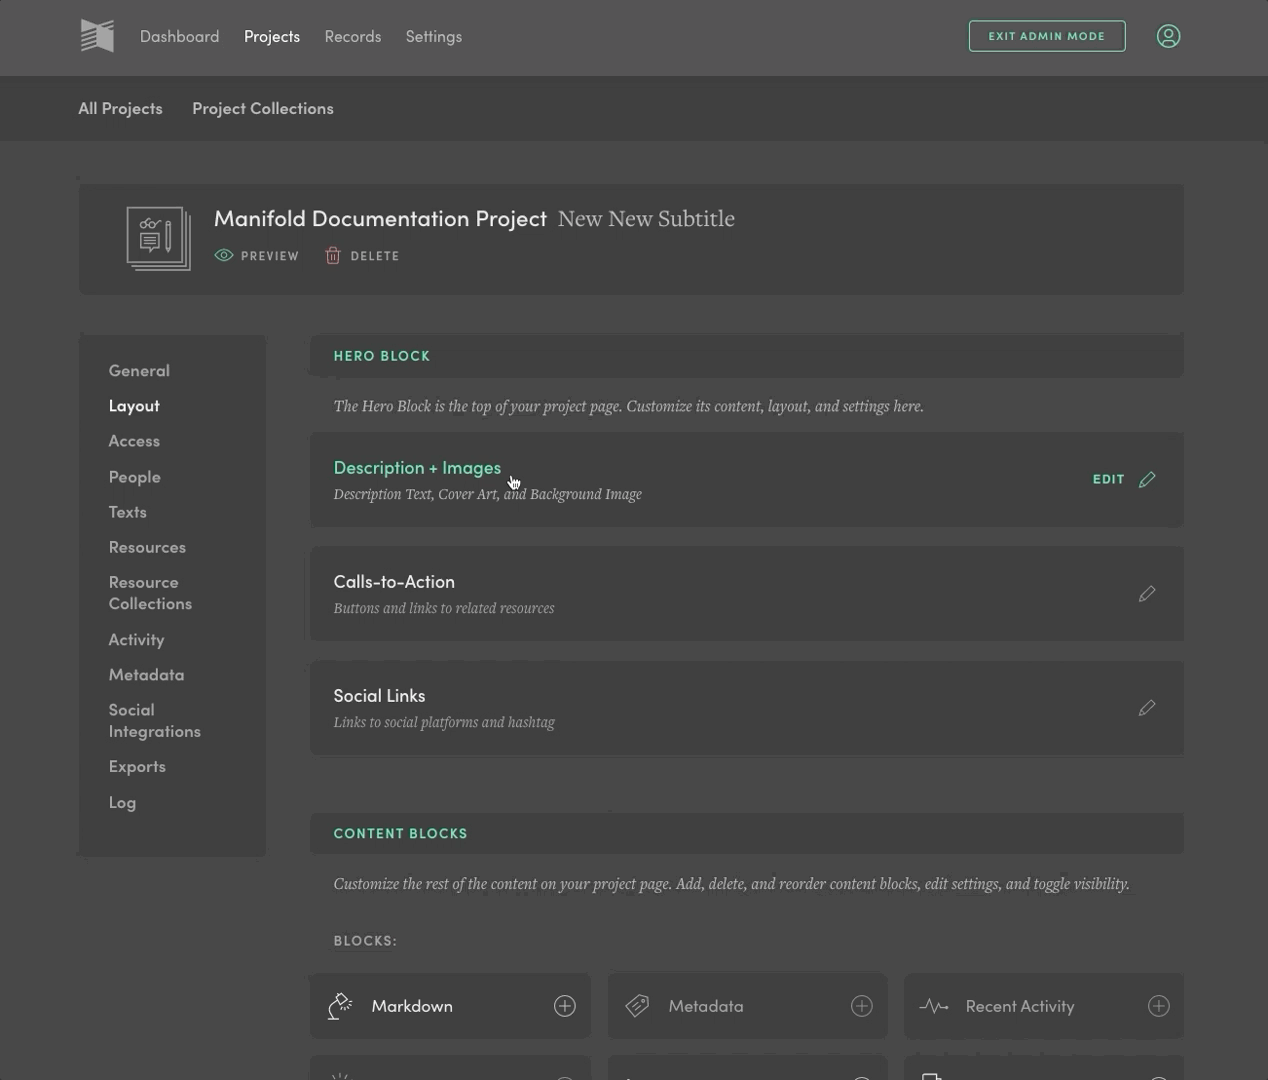 Dashboard Projects Records Settings EXIT ADMIN MODE
All Projects Project Collections
Manifold Documentation Project New New Subtitle
PREVIEW DELETE
General
Layout
Access
People
Texts
Resources
Resource
Collections
Activity
Metadata
Social
Integrations
Exports
Log
HERO BLOCK
The Hero Block is the top of your project page. Customize its content, layout, and settings here.
Description + Images
Description Text, Cover Art, and Background Image
EDIT
Calls-to-Action
Buttons and links to related resources
Social Links
Links to social platforms and hashtag
CONTENT BLOCKS
Customize the rest of the content on your project page. Add, delete, and reorder content blocks, edit settings, and toggle visibility.
BLOCKS:
Markdown Metadata Recent Activity